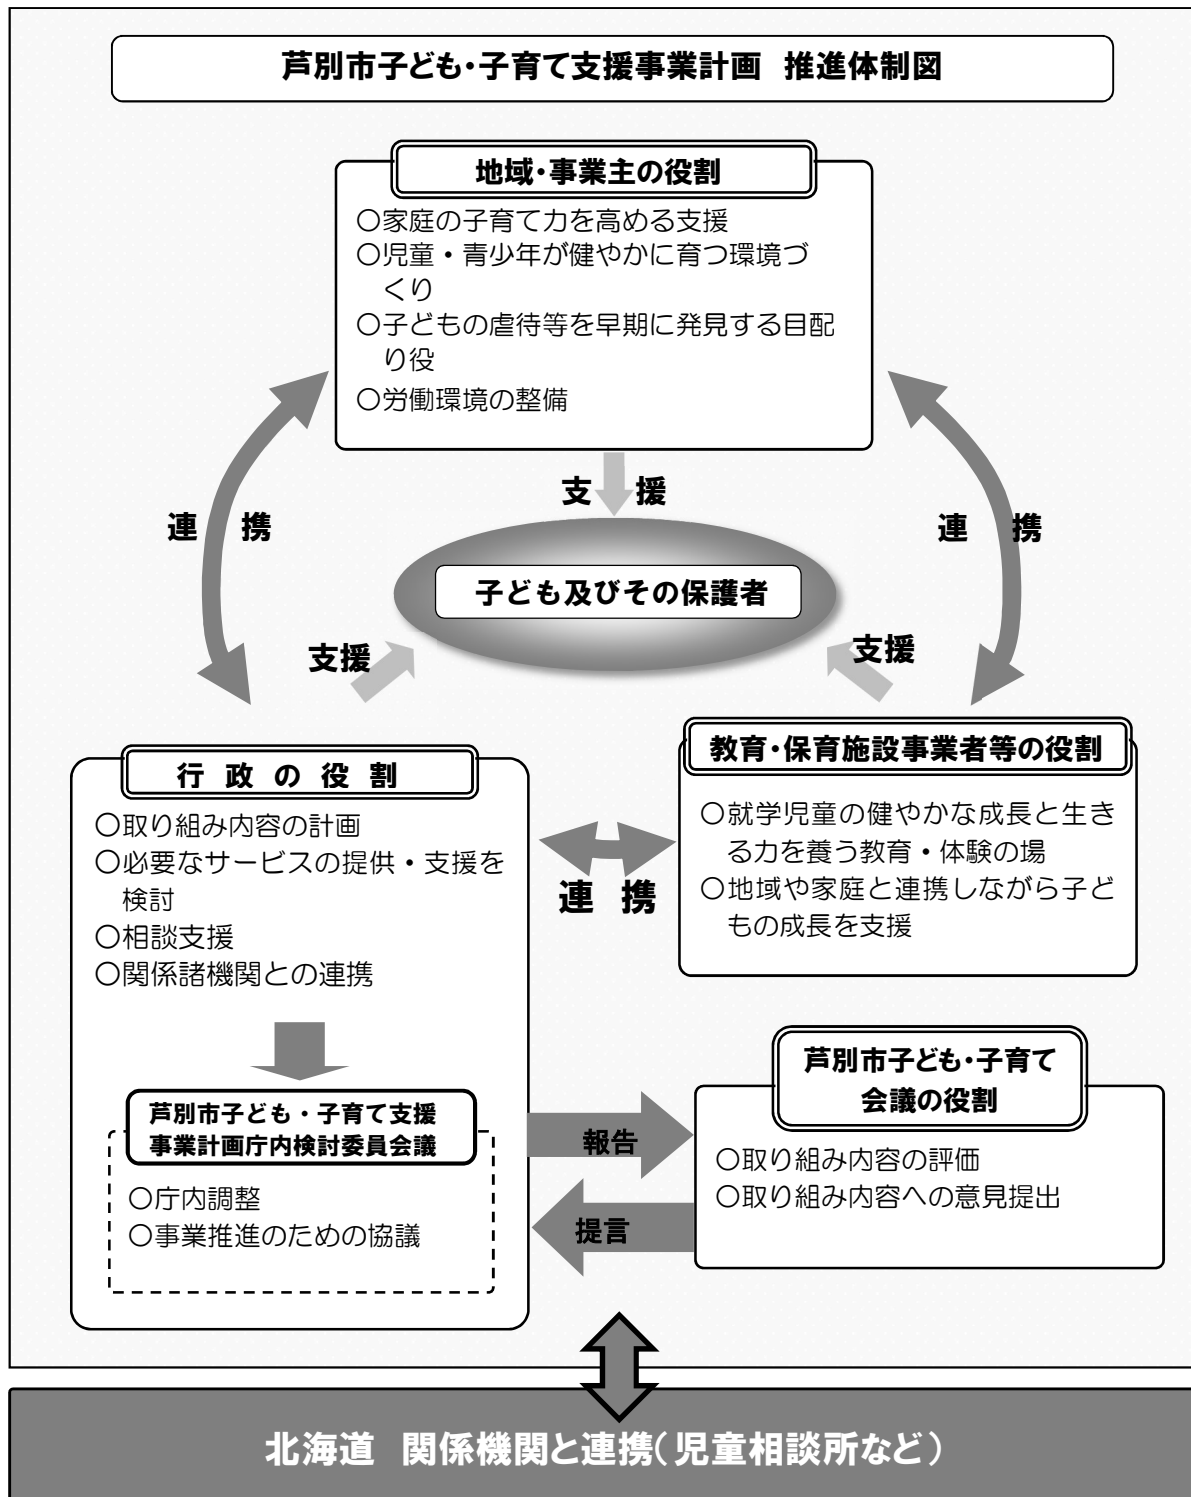 芦別市子ども・子育て支援事業計画　推進体制図
地域・事業主の役割
〇家庭の子育て力を高める支援
〇児童・青少年が健やかに育つ環境づ
くり
〇子どもの虐待等を早期に発見する目配
り役
〇労働環境の整備
支　援
連　携
連　携
子ども及びその保護者
支援
支援
行 政 の 役 割
〇取り組み内容の計画
〇必要なサービスの提供・支援を
検討
〇相談支援
〇関係諸機関との連携
連　携
教育・保育施設事業者等の役割
〇就学児童の健やかな成長と生き
る力を養う教育・体験の場
〇地域や家庭と連携しながら子ど
もの成長を支援
芦別市子ども・子育て支援
事業計画庁内検討委員会議
〇庁内調整
〇事業推進のための協議
報告
提言
芦別市子ども・子育て
会議の役割
〇取り組み内容の評価
〇取り組み内容への意見提出
北海道　関係機関と連携（児童相談所など）